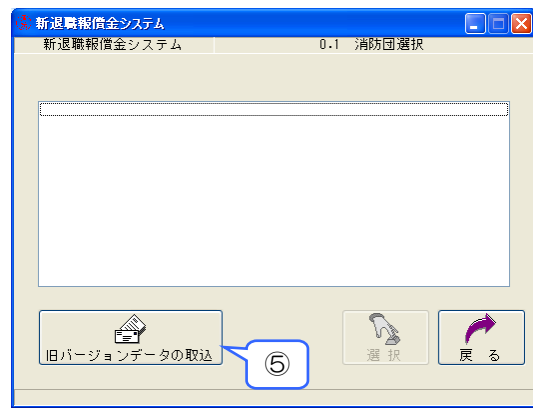 新退職報償金システム
新退職報償金システム 0.1 消防団選択
旧バージョンデータの取込
⑤
選 択
戻 る